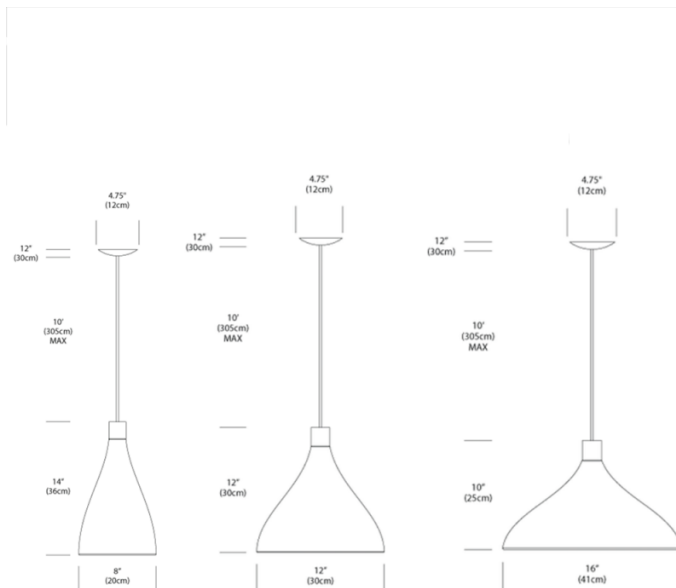 4.75"
(12cm)
12"
(30cm)
10'
(305cm)
MAX
14"
(36cm)
8"
(20cm)
4.75"
(12cm)
12"
(30cm)
10'
(305cm)
MAX
12"
(30cm)
12"
(30cm)
4.75"
(12cm)
12"
(30cm)
10'
(305cm)
MAX
10"
(25cm)
16"
(41cm)